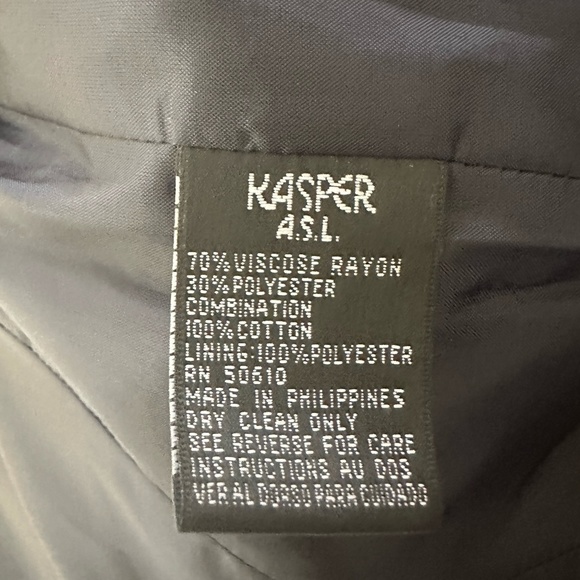 KASPER
A.S.L.
70% VISCOSE RAYON
30% POLYESTER
COMBINATION
100% COTTON
LINING: 100% POLYESTER
RN 50610
MADE IN PHILIPPINES
DRY CLEAN ONLY
SEE REVERSE FOR CARE
INSTRUCTIONS AU DOS
VER AL DORSO PARA CUIDADO